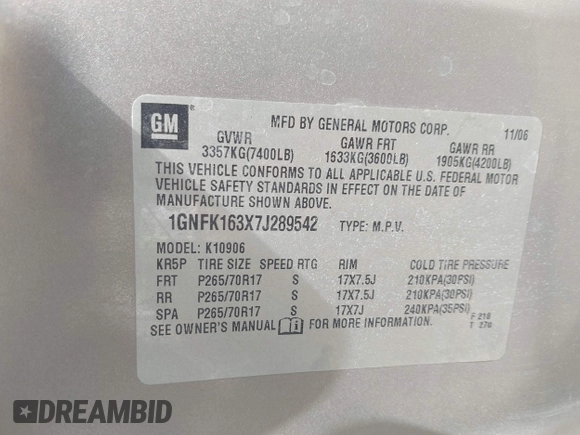 GM
MFD BY GENERAL MOTORS CORP. 11/06
GVWR GAWR FRT GAWR RR
3357KG(7400LB) 1633KG(3600LB) 1905KG(4200LB)
THIS VEHICLE CONFORMS TO ALL APPLICABLE U.S. FEDERAL MOTOR
VEHICLE SAFETY STANDARDS IN EFFECT ON THE DATE OF
MANUFACTURE SHOWN ABOVE.
1GNFK163X7J289542 TYPE: M.P.V.
MODEL: K10906
KR5P TIRE SIZE SPEED RTG RIM COLD TIRE PRESSURE
FRT P265/70R17 S 17X7.5J 210KPA(30PSI)
RR P265/70R17 S 17X7.5J 210KPA(30PSI)
SPA P265/70R17 S 17X7J 240KPA(35PSI)
SEE OWNER'S MANUAL FOR MORE INFORMATION.
F 218
T 270
DREAMBID